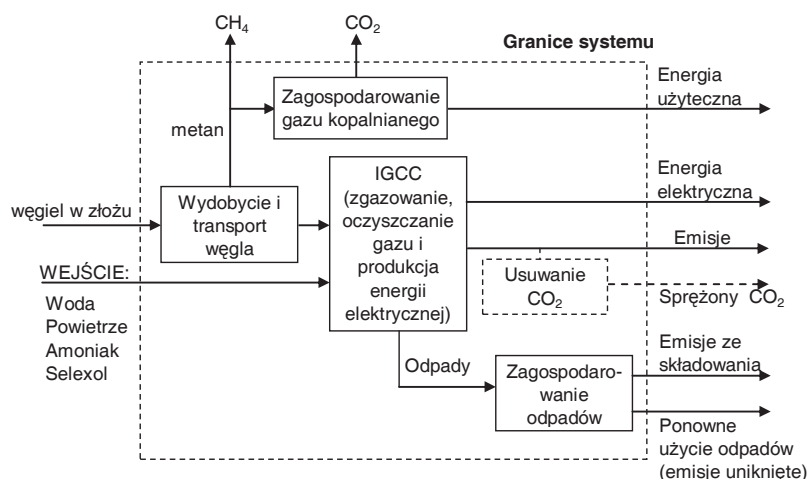 CH4
CO2
Granice systemu
Zagospodarowanie
gazu kopalnianego
Energia
użyteczna
metan
IGCC
(zgazowanie,
oczyszczanie
gazu i
produkcja
energii
elektrycznej)
Energia
elektryczna
węgiel w złożu
Wydobycie i
transport
węgla
Emisje
WEJŚCIE:
Woda
Powietrze
Amoniak
Selexol
Usuwanie
CO2
Sprężony CO2
Odpady
Zagospodaro-
wanie
odpadów
Emisje ze
składowania
Ponowne
użycie odpadów
(emisje uniknięte)